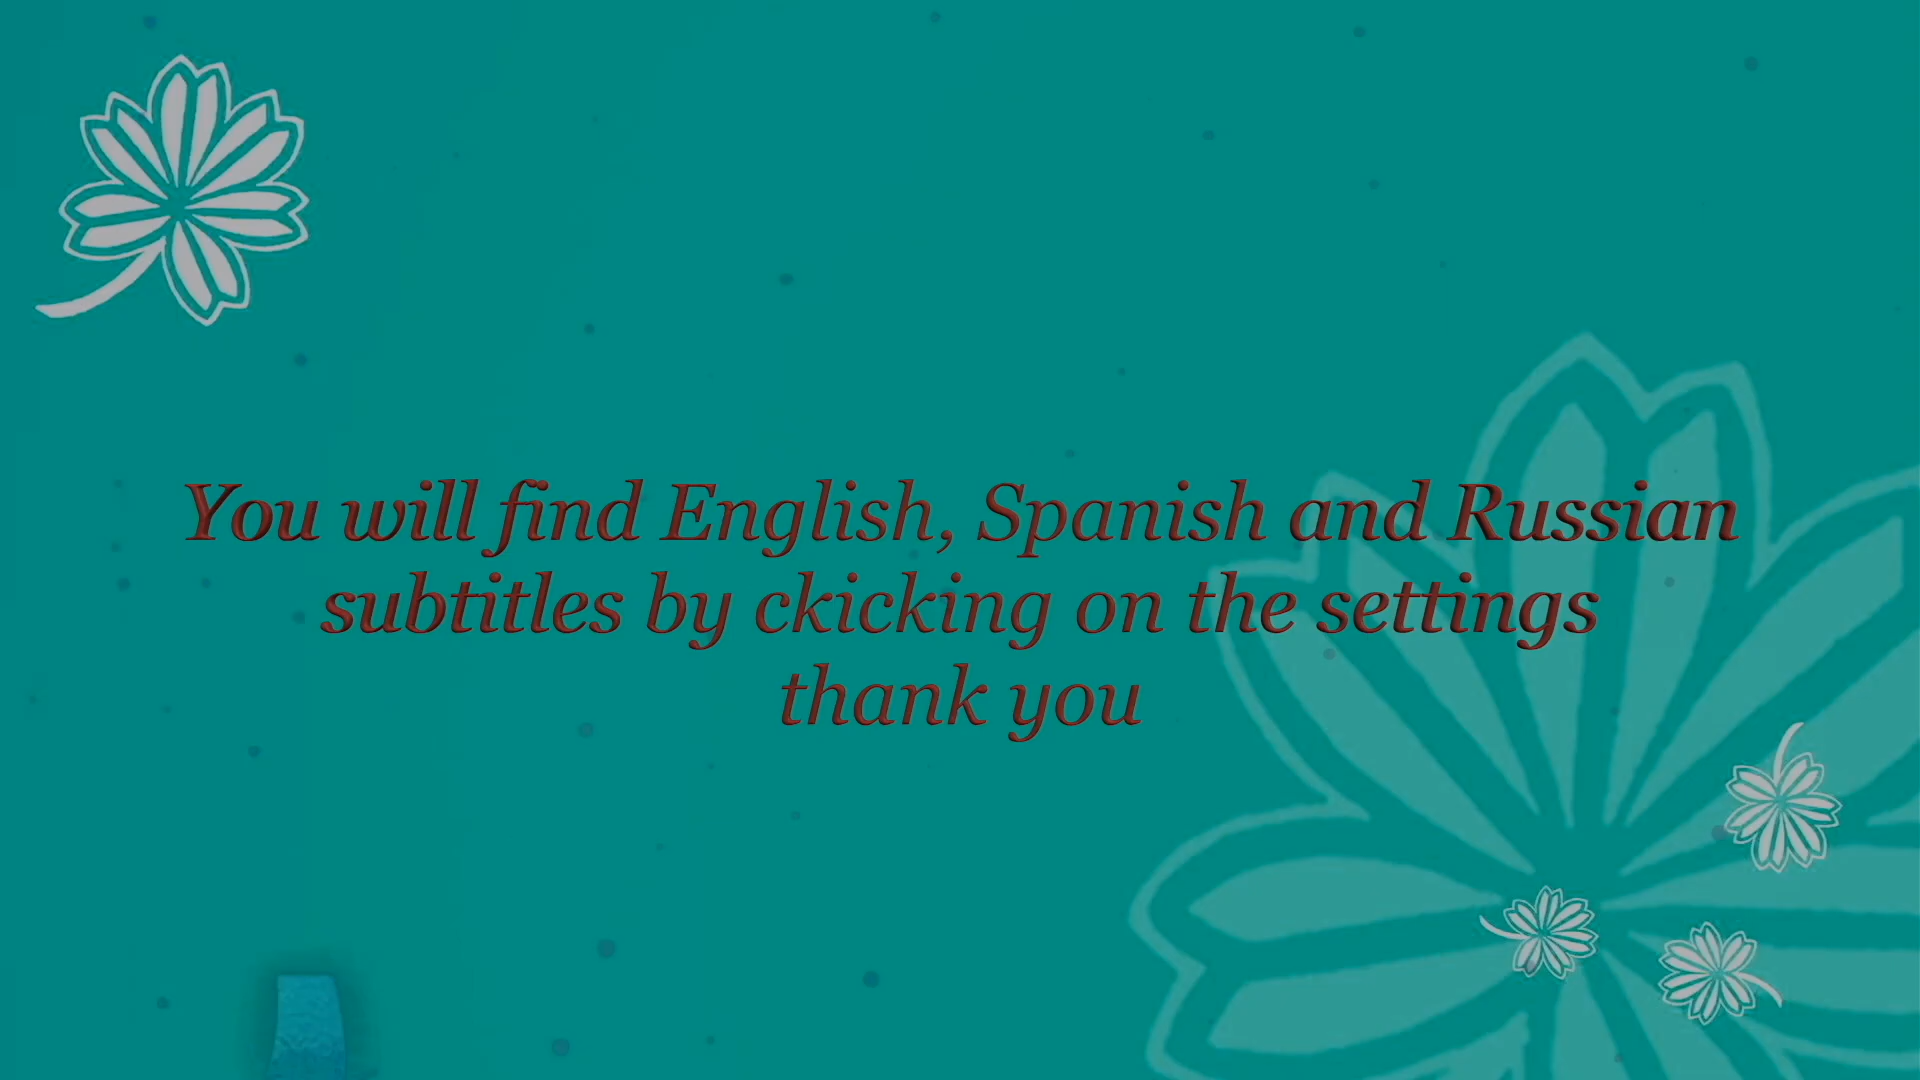 You will find English, Spanish and Russian
subtitles by ckicking on the settings
thank you